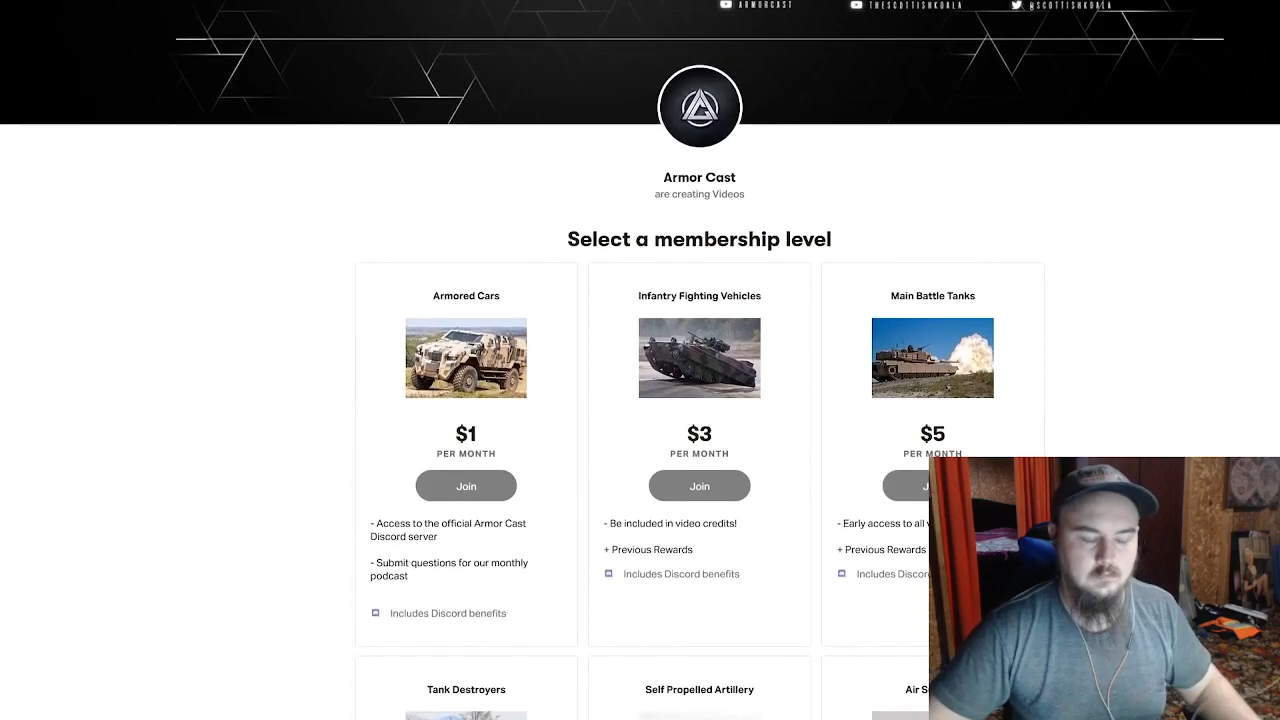 ARMORCAST
THESCOTTISHKOALA
@SCOTTISHKOALA
Armor Cast
are creating Videos
Select a membership level
Armored Cars
$1
PER MONTH
Join
- Access to the official Armor Cast
Discord server
- Submit questions for our monthly
podcast
Includes Discord benefits
Infantry Fighting Vehicles
$3
PER MONTH
Join
- Be included in video credits!
+ Previous Rewards
Includes Discord benefits
Main Battle Tanks
$5
PER MONTH
J
- Early access to all
+ Previous Rewards
Includes Discor
Tank Destroyers
Self Propelled Artillery
Air S